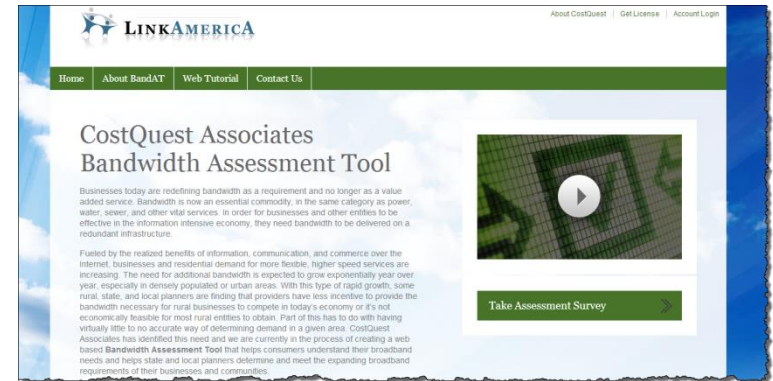 About CostQuest | Get License | Account Login
LINKAMERICA
Home About BandAT Web Tutorial Contact Us
CostQuest Associates
Bandwidth Assessment Tool
Businesses today are redefining bandwidth as a requirement and no longer as a value
added service. Bandwidth is now an essential commodity, in the same category as power,
water, sewer, and other vital services. In order for businesses and other entities to be
effective in the information intensive economy, they need bandwidth to be delivered on a
redundant infrastructure.
Fueled by the realized benefits of information, communication, and commerce over the
Internet, businesses and residential demand for more flexible, higher speed services are
increasing. The need for additional bandwidth is expected to grow exponentially year over
year, especially in densely populated or urban areas. With this type of rapid growth, some
rural, state, and local planners are finding that providers have less incentive to provide the
bandwidth necessary for rural businesses to compete in today's economy or it's not
economically feasible for most rural entities to obtain. Part of this has to do with having
virtually little to no accurate way of determining demand in a given area. CostQuest
Associates has identified this need and we are currently in the process of creating a web
based Bandwidth Assessment Tool that helps consumers understand their broadband
needs and helps state and local planners determine and meet the expanding broadband
requirements of their businesses and communities.
Take Assessment Survey